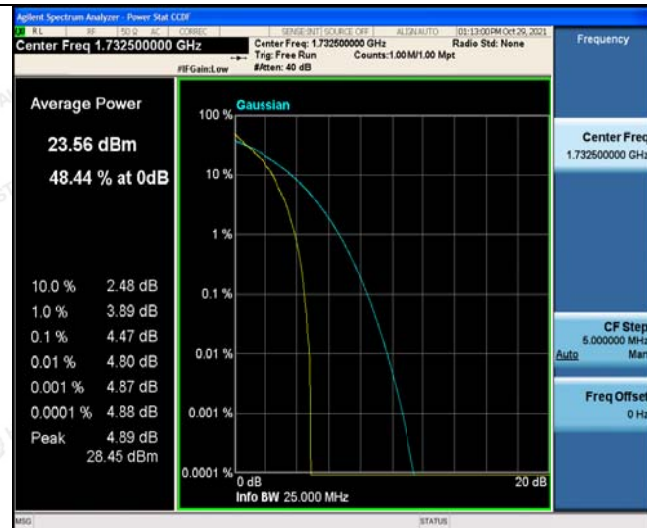 Agilent Spectrum Analyzer - Power Stat CCDF
RL RF 50 Ω AC CORREC SENSE:INT SOURCE OFF ALIGN AUTO 01:13:00 PM Oct 29, 2021
Center Freq 1.732500000 GHz
Center Freq: 1.732500000 GHz Radio Std: None
Trig: Free Run Counts:1.00 M/1.00 Mpt
#IFGain:Low #Atten: 40 dB
Frequency
Average Power
23.56 dBm
48.44 % at 0dB
10.0 % 2.48 dB
1.0 % 3.89 dB
0.1 % 4.47 dB
0.01 % 4.80 dB
0.001 % 4.87 dB
0.0001 % 4.88 dB
Peak 4.89 dB
28.45 dBm
Gaussian
100 %
10 %
1 %
0.1 %
0.01 %
0.001 %
0.0001 %
0 dB 20 dB
Info BW 25.000 MHz
Center Freq
1.732500000 GHz
CF Step
5.000000 MHz
Auto Man
Freq Offset
0 Hz
MSG STATUS